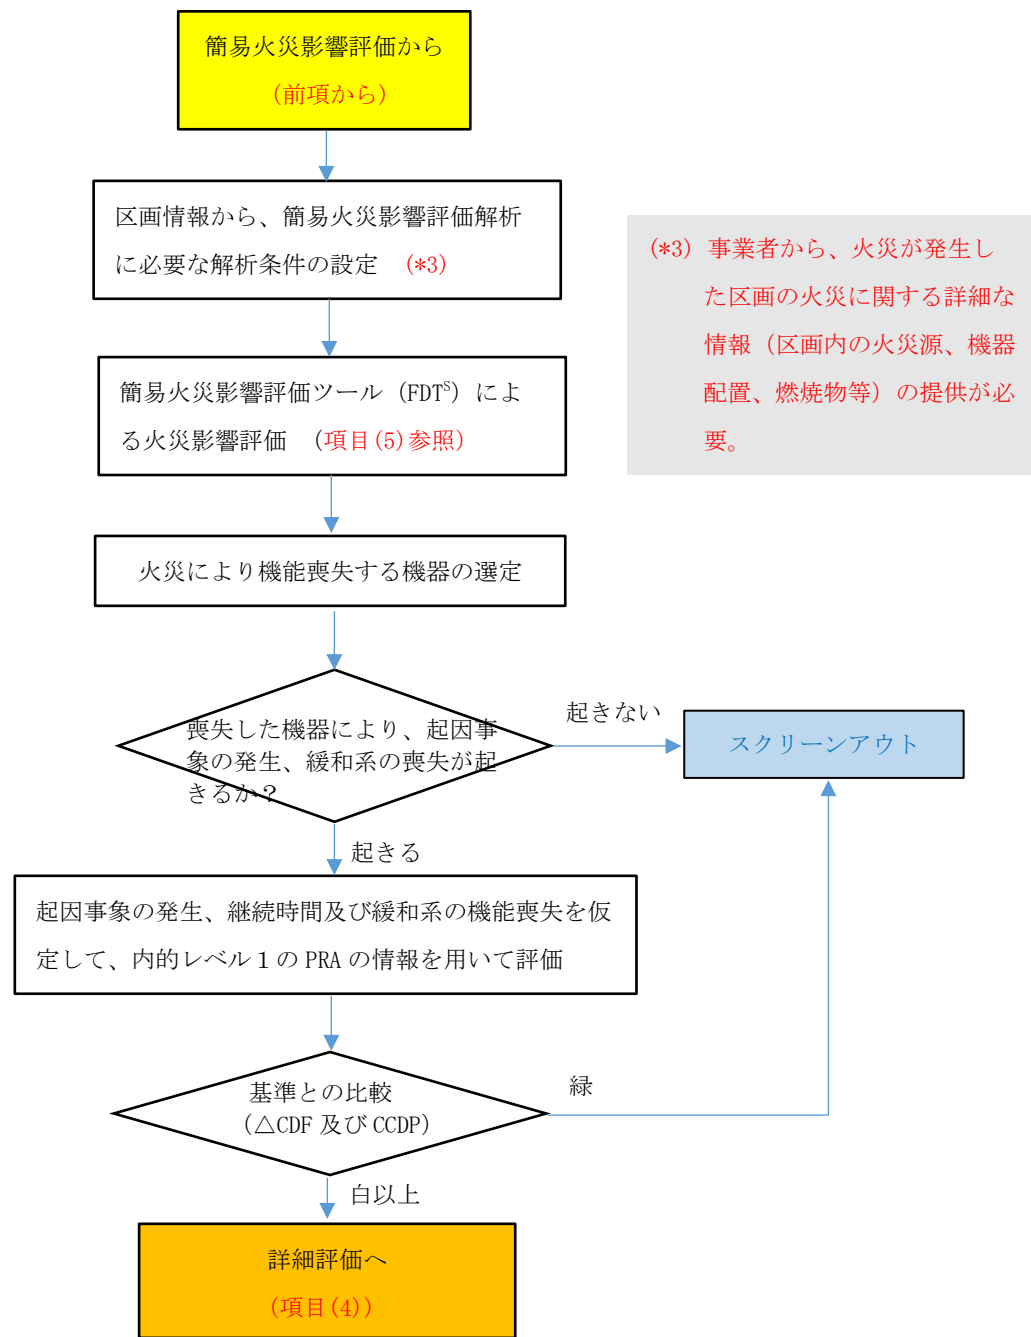 簡易火災影響評価から
（前項から）
区画情報から、簡易火災影響評価解析
に必要な解析条件の設定　(*3)
(*3) 事業者から、火災が発生し
た区画の火災に関する詳細な
情報（区画内の火災源、機器
配置、燃焼物等）の提供が必
要。
簡易火災影響評価ツール（FDTS）によ
る火災影響評価　（項目(5)参照）
火災により機能喪失する機器の選定
喪失した機器により、起因事
象の発生、緩和系の喪失が起
きるか？
起きない
スクリーンアウト
起きる
起因事象の発生、継続時間及び緩和系の機能喪失を仮
定して、内的レベル１の PRA の情報を用いて評価
基準との比較
（△CDF 及び CCDP）
緑
白以上
詳細評価へ
（項目(4)）